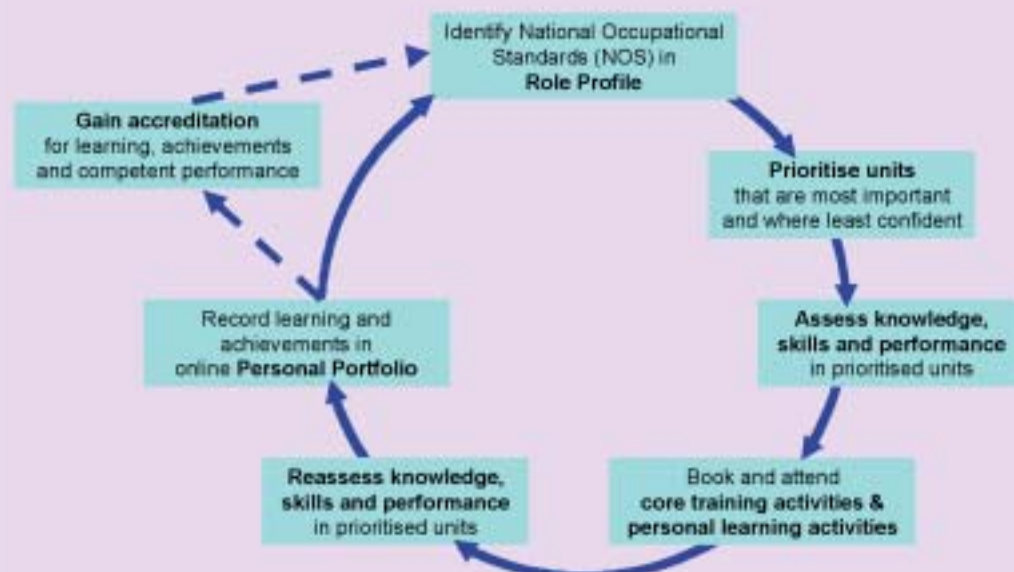 Identify National Occupational
Standards (NOS) in
Role Profile
Prioritise units
that are most important
and where least confident
Assess knowledge,
skills and performance
in prioritised units
Book and attend
core training activities &
personal learning activities
Reassess knowledge,
skills and performance
in prioritised units
Record learning and
achievements in
online Personal Portfolio
Gain accreditation
for learning, achievements
and competent performance